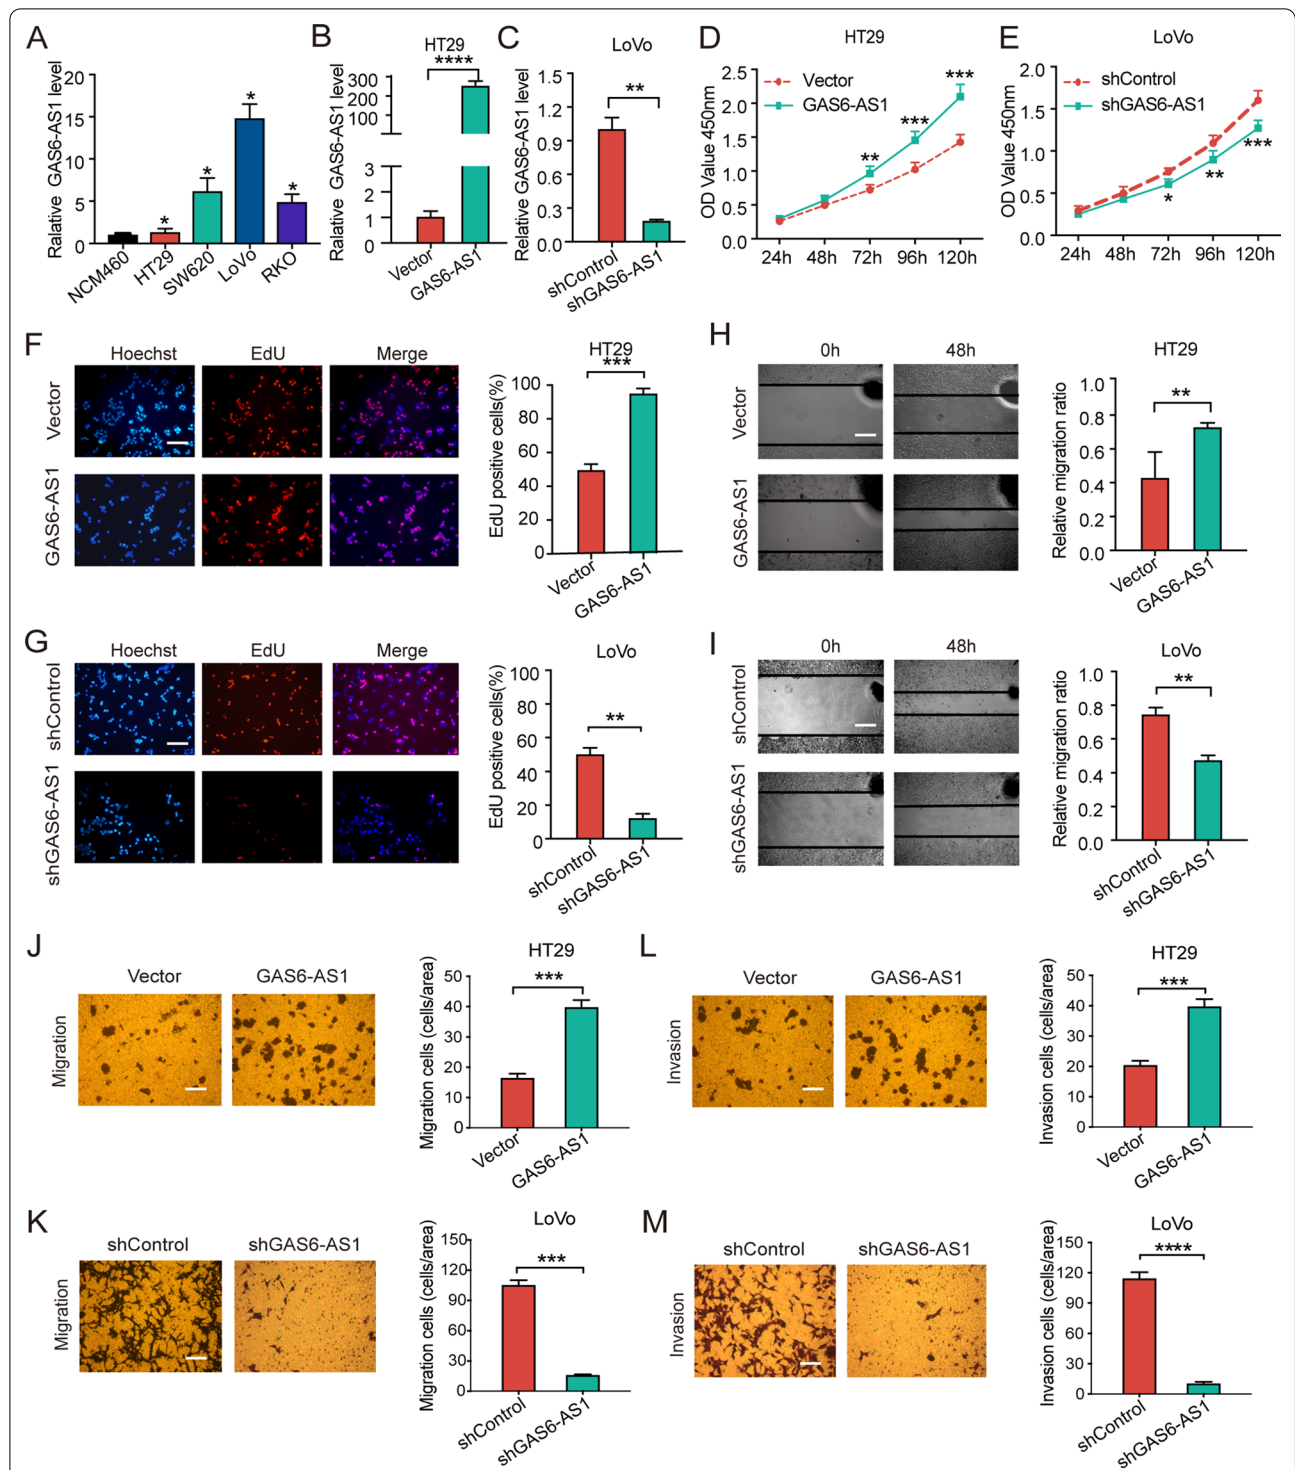 A
Relative GAS6-AS1 level
20
15
10
5
0
*
*
*
*
NCM460
HT29
SW620
LoVo
RKO
B
HT29
****
Ralative GAS6-AS1 level
300
200
100
3
2
1
0
Vector
GAS6-AS1
C
LoVo
**
Relative GAS6-AS1 level
1.5
1.2
0.9
0.6
0.3
0.0
shControl
shGAS6-AS1
D
HT29
Vector
GAS6-AS1
OD Value 450nm
2.5
2.0
1.5
1.0
0.5
0.0
**
***
***
24h 48h 72h 96h 120h
E
LoVo
shControl
shGAS6-AS1
OD Value 450nm
2.0
1.5
1.0
0.5
0.0
*
**
***
24h 48h 72h 96h 120h
F
Hoechst EdU Merge
Vector
GAS6-AS1
HT29
***
EdU positive cells(%)
100
80
60
40
20
0
Vector
GAS6-AS1
H
0h 48h
Vector
GAS6-AS1
HT29
**
Relative migration ratio
1.0
0.8
0.6
0.4
0.2
0.0
Vector
GAS6-AS1
G
Hoechst EdU Merge
shControl
shGAS6-AS1
LoVo
**
EdU positive cells(%)
100
80
60
40
20
0
shControl
shGAS6-AS1
I
0h 48h
shControl
shGAS6-AS1
LoVo
**
Relative migration ratio
1.0
0.8
0.6
0.4
0.2
0.0
shControl
shGAS6-AS1
J
Vector GAS6-AS1
Migration
HT29
***
Migration cells (cells/area)
50
40
30
20
10
0
Vector
GAS6-AS1
L
Vector GAS6-AS1
Invasion
HT29
***
Invasion cells (cells/area)
50
40
30
20
10
0
Vector
GAS6-AS1
K
shControl shGAS6-AS1
Migration
LoVo
***
Migration cells (cells/area)
150
120
90
60
30
0
shControl
shGAS6-AS1
M
shControl shGAS6-AS1
Invasion
LoVo
****
Invasion cells (cells/area)
150
120
90
60
30
0
shControl
shGAS6-AS1